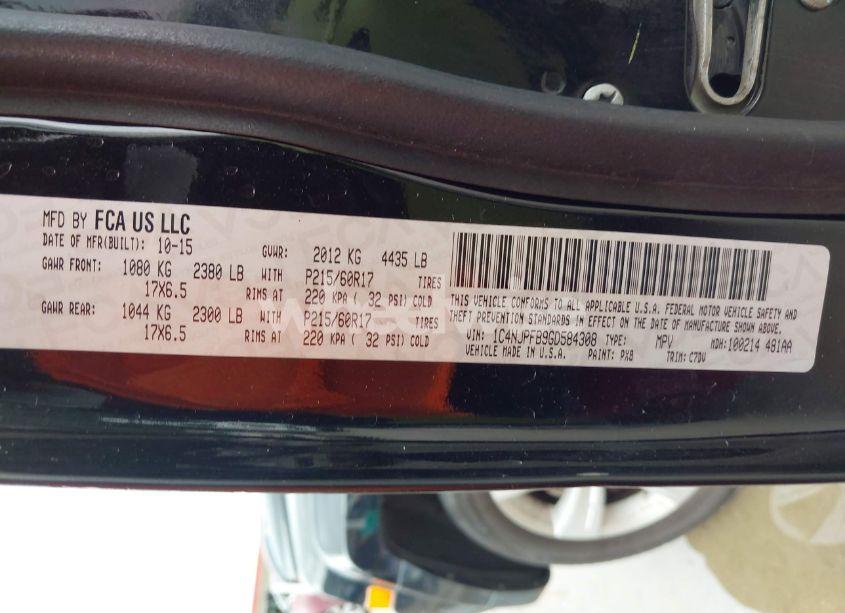 MFD BY FCA US LLC
DATE OF MFR(BUILT): 10-15 GVWR: 2012 KG 4435 LB
GAWR FRONT: 1080 KG 2380 LB WITH P215/60R17 TIRES
17X6.5 RIMS AT 220 KPA ( 32 PSI) COLD
GAWR REAR: 1044 KG 2300 LB WITH P215/60R17 TIRES
17X6.5 RIMS AT 220 KPA ( 32 PSI) COLD
THIS VEHICLE CONFORMS TO ALL APPLICABLE U.S.A. FEDERAL MOTOR VEHICLE SAFETY AND
THEFT PREVENTION STANDARDS IN EFFECT ON THE DATE OF MANUFACTURE SHOWN ABOVE.
VIN: 1C4NJPFB9GD584308 TYPE: MPV MDH: 100214 481AA
VEHICLE MADE IN U.S.A. PAINT: PX8 TRIM: C7DV